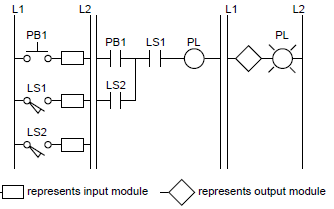 L1 L2 L1 L2
PB1 PB1 LS1 PL PL
LS1 LS2
LS2
represents input module represents output module